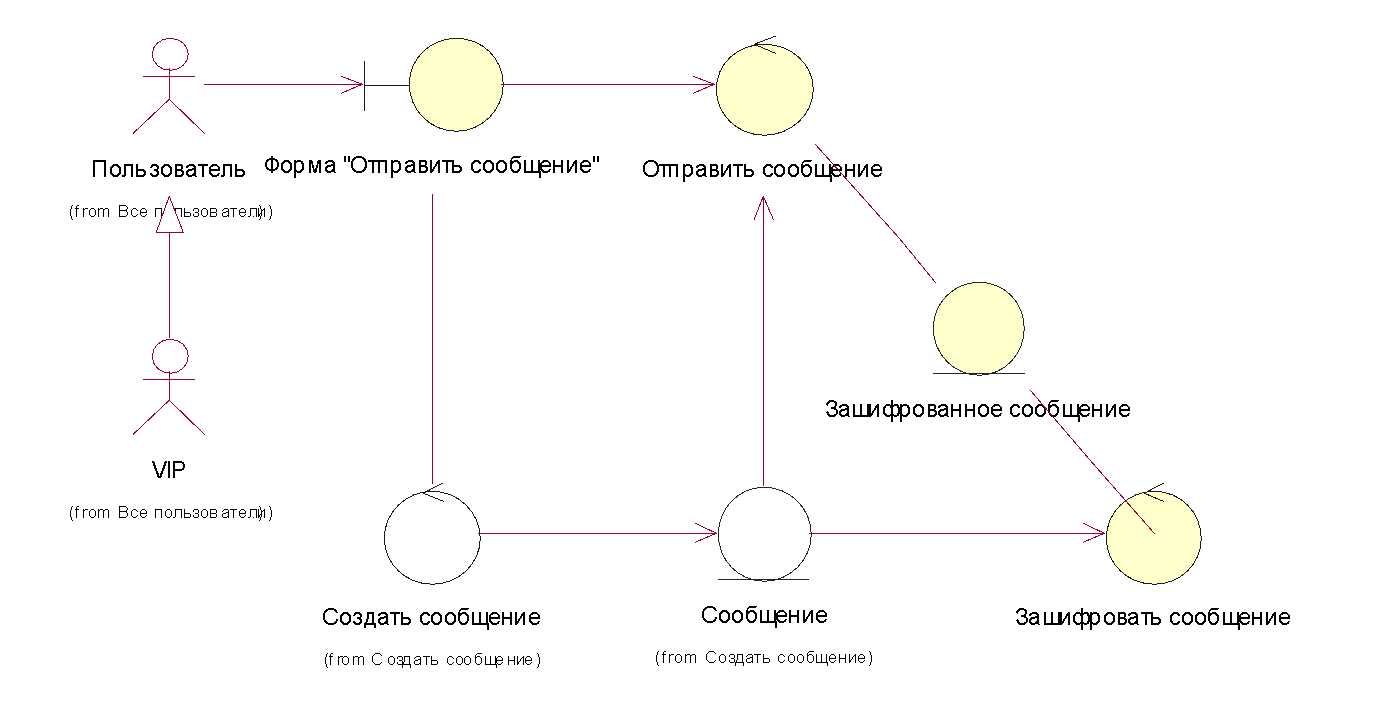 Пользователь
Форма "Отправить сообщение"
Отправить сообщение
(from Все пользователи)
Зашифрованное сообщение
VIP
(from Все пользователи)
Создать сообщение
Сообщение
Зашифровать сообщение
(from Создать сообщение)
(from Создать сообщение)